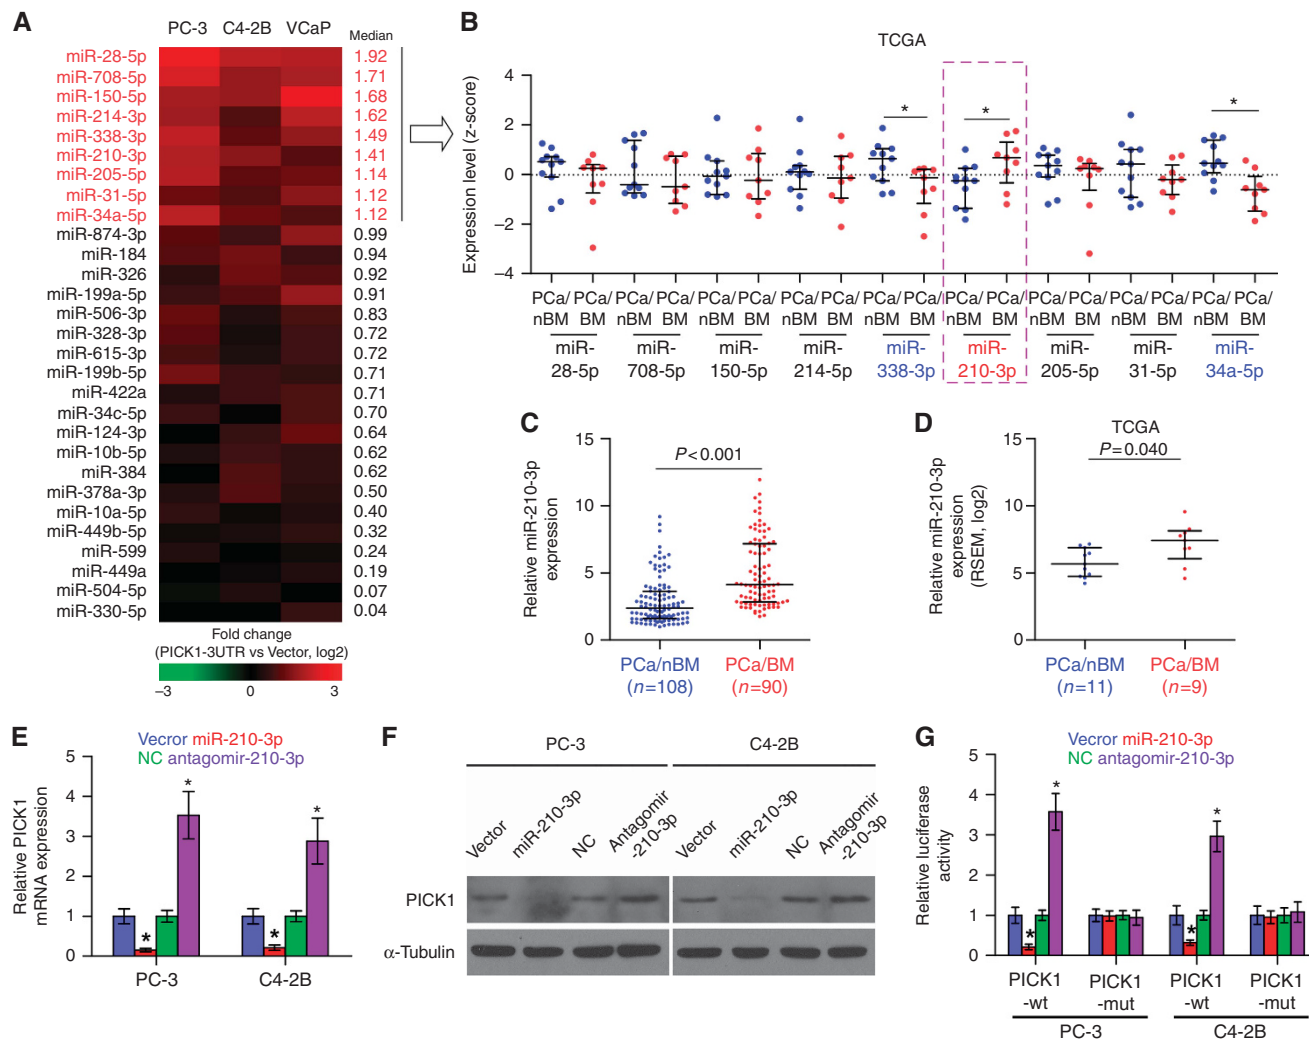 A
PC-3 C4-2B VCaP Median
miR-28-5p 1.92
miR-708-5p 1.71
miR-150-5p 1.68
miR-214-3p 1.62
miR-338-3p 1.49
miR-210-3p 1.41
miR-205-5p 1.14
miR-31-5p 1.12
miR-34a-5p 1.12
miR-874-3p 0.99
miR-184 0.94
miR-326 0.92
miR-199a-5p 0.91
miR-506-3p 0.83
miR-328-3p 0.72
miR-615-3p 0.72
miR-199b-5p 0.71
miR-422a 0.71
miR-34c-5p 0.70
miR-124-3p 0.64
miR-10b-5p 0.62
miR-384 0.62
miR-378a-3p 0.50
miR-10a-5p 0.40
miR-449b-5p 0.32
miR-599 0.24
miR-449a 0.19
miR-504-5p 0.07
miR-330-5p 0.04
Fold change
(PICK1-3UTR vs Vector, log2)
−3 0 3
B
TCGA
Expression level (z-score)
4
2
0
−2
−4
* * *
PCa/ PCa/ PCa/ PCa/ PCa/ PCa/ PCa/ PCa/ PCa/ PCa/ PCa/ PCa/ PCa/ PCa/ PCa/ PCa/ PCa/ PCa/
nBM BM nBM BM nBM BM nBM BM nBM BM nBM BM nBM BM nBM BM nBM BM
miR- miR- miR- miR- miR- miR- miR- miR- miR-
28-5p 708-5p 150-5p 214-5p 338-3p 210-3p 205-5p 31-5p 34a-5p
C
Relative miR-210-3p
expression
15
10
5
0
P<0.001
PCa/nBM PCa/BM
(n=108) (n=90)
D
TCGA
P=0.040
Relative miR-210-3p
expression
(RSEM, log2)
15
10
5
0
PCa/nBM PCa/BM
(n=11) (n=9)
E
Vecror miR-210-3p
NC antagomir-210-3p
Relative PICK1
mRNA expression
5
4
3
2
1
0
* * * *
PC-3 C4-2B
F
PC-3 C4-2B
Vector miR-210-3p NC Antagomir
-210-3p Vector miR-210-3p NC Antagomir
-210-3p
PICK1
α-Tubulin
G
Vecror miR-210-3p
NC antagomir-210-3p
Relative luciferase
activity
5
4
3
2
1
0
* * * *
PICK1 PICK1 PICK1 PICK1
-wt -mut -wt -mut
PC-3 C4-2B